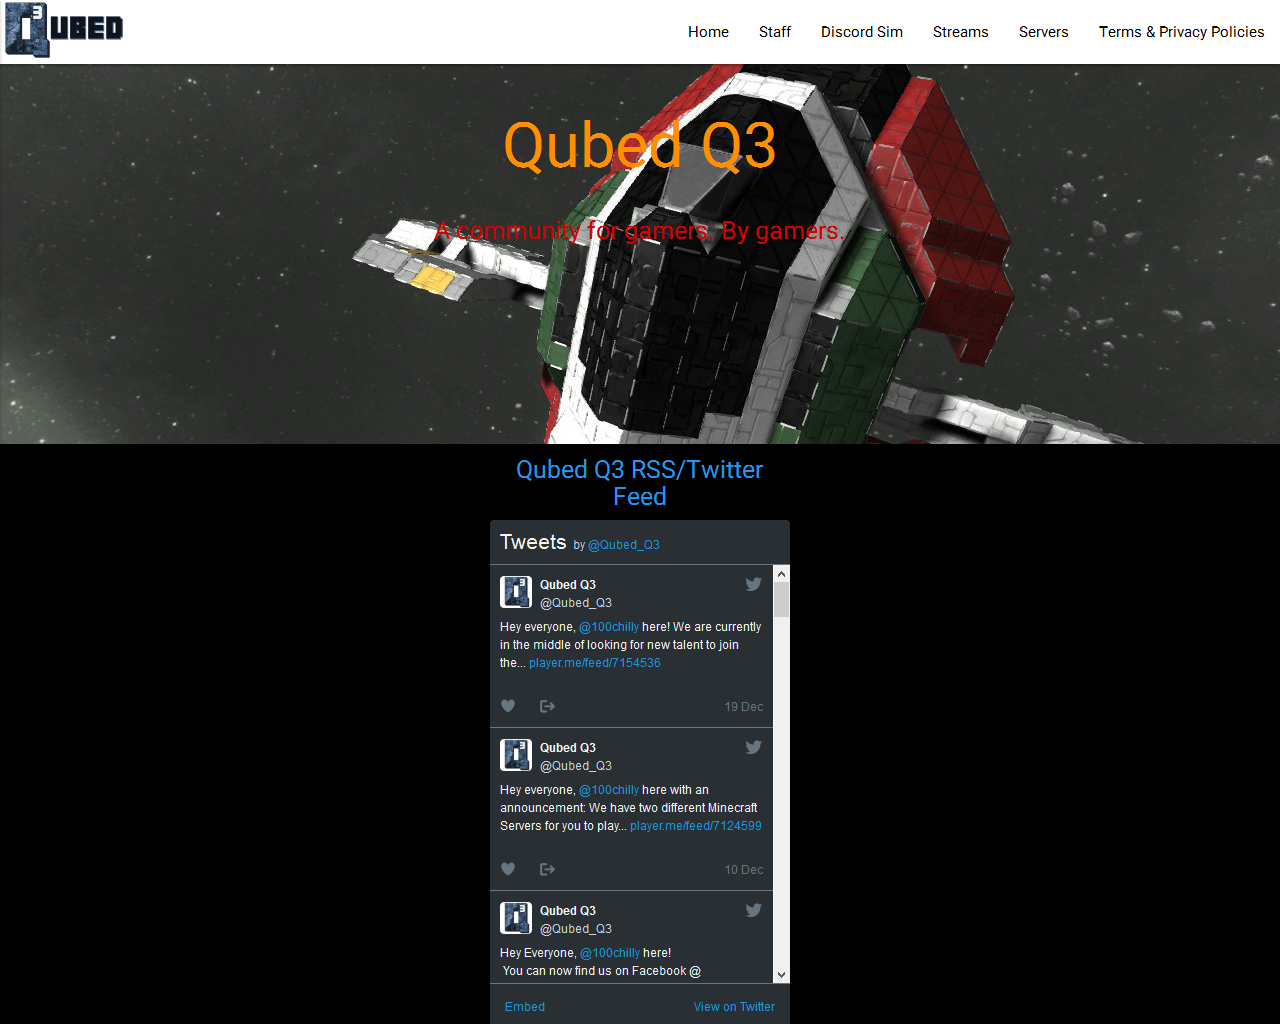 Q3UBED
Home Staff Discord Sim Streams Servers Terms & Privacy Policies
Qubed Q3
A community for gamers. By gamers.
Qubed Q3 RSS/Twitter
Feed
Tweets by @Qubed_Q3
Qubed Q3
@Qubed_Q3
Hey everyone, @100chilly here! We are currently
in the middle of looking for new talent to join
the... player.me/feed/7154536
19 Dec
Qubed Q3
@Qubed_Q3
Hey everyone, @100chilly here with an
announcement: We have two different Minecraft
Servers for you to play... player.me/feed/7124599
10 Dec
Qubed Q3
@Qubed_Q3
Hey Everyone, @100chilly here!
You can now find us on Facebook @
Embed View on Twitter